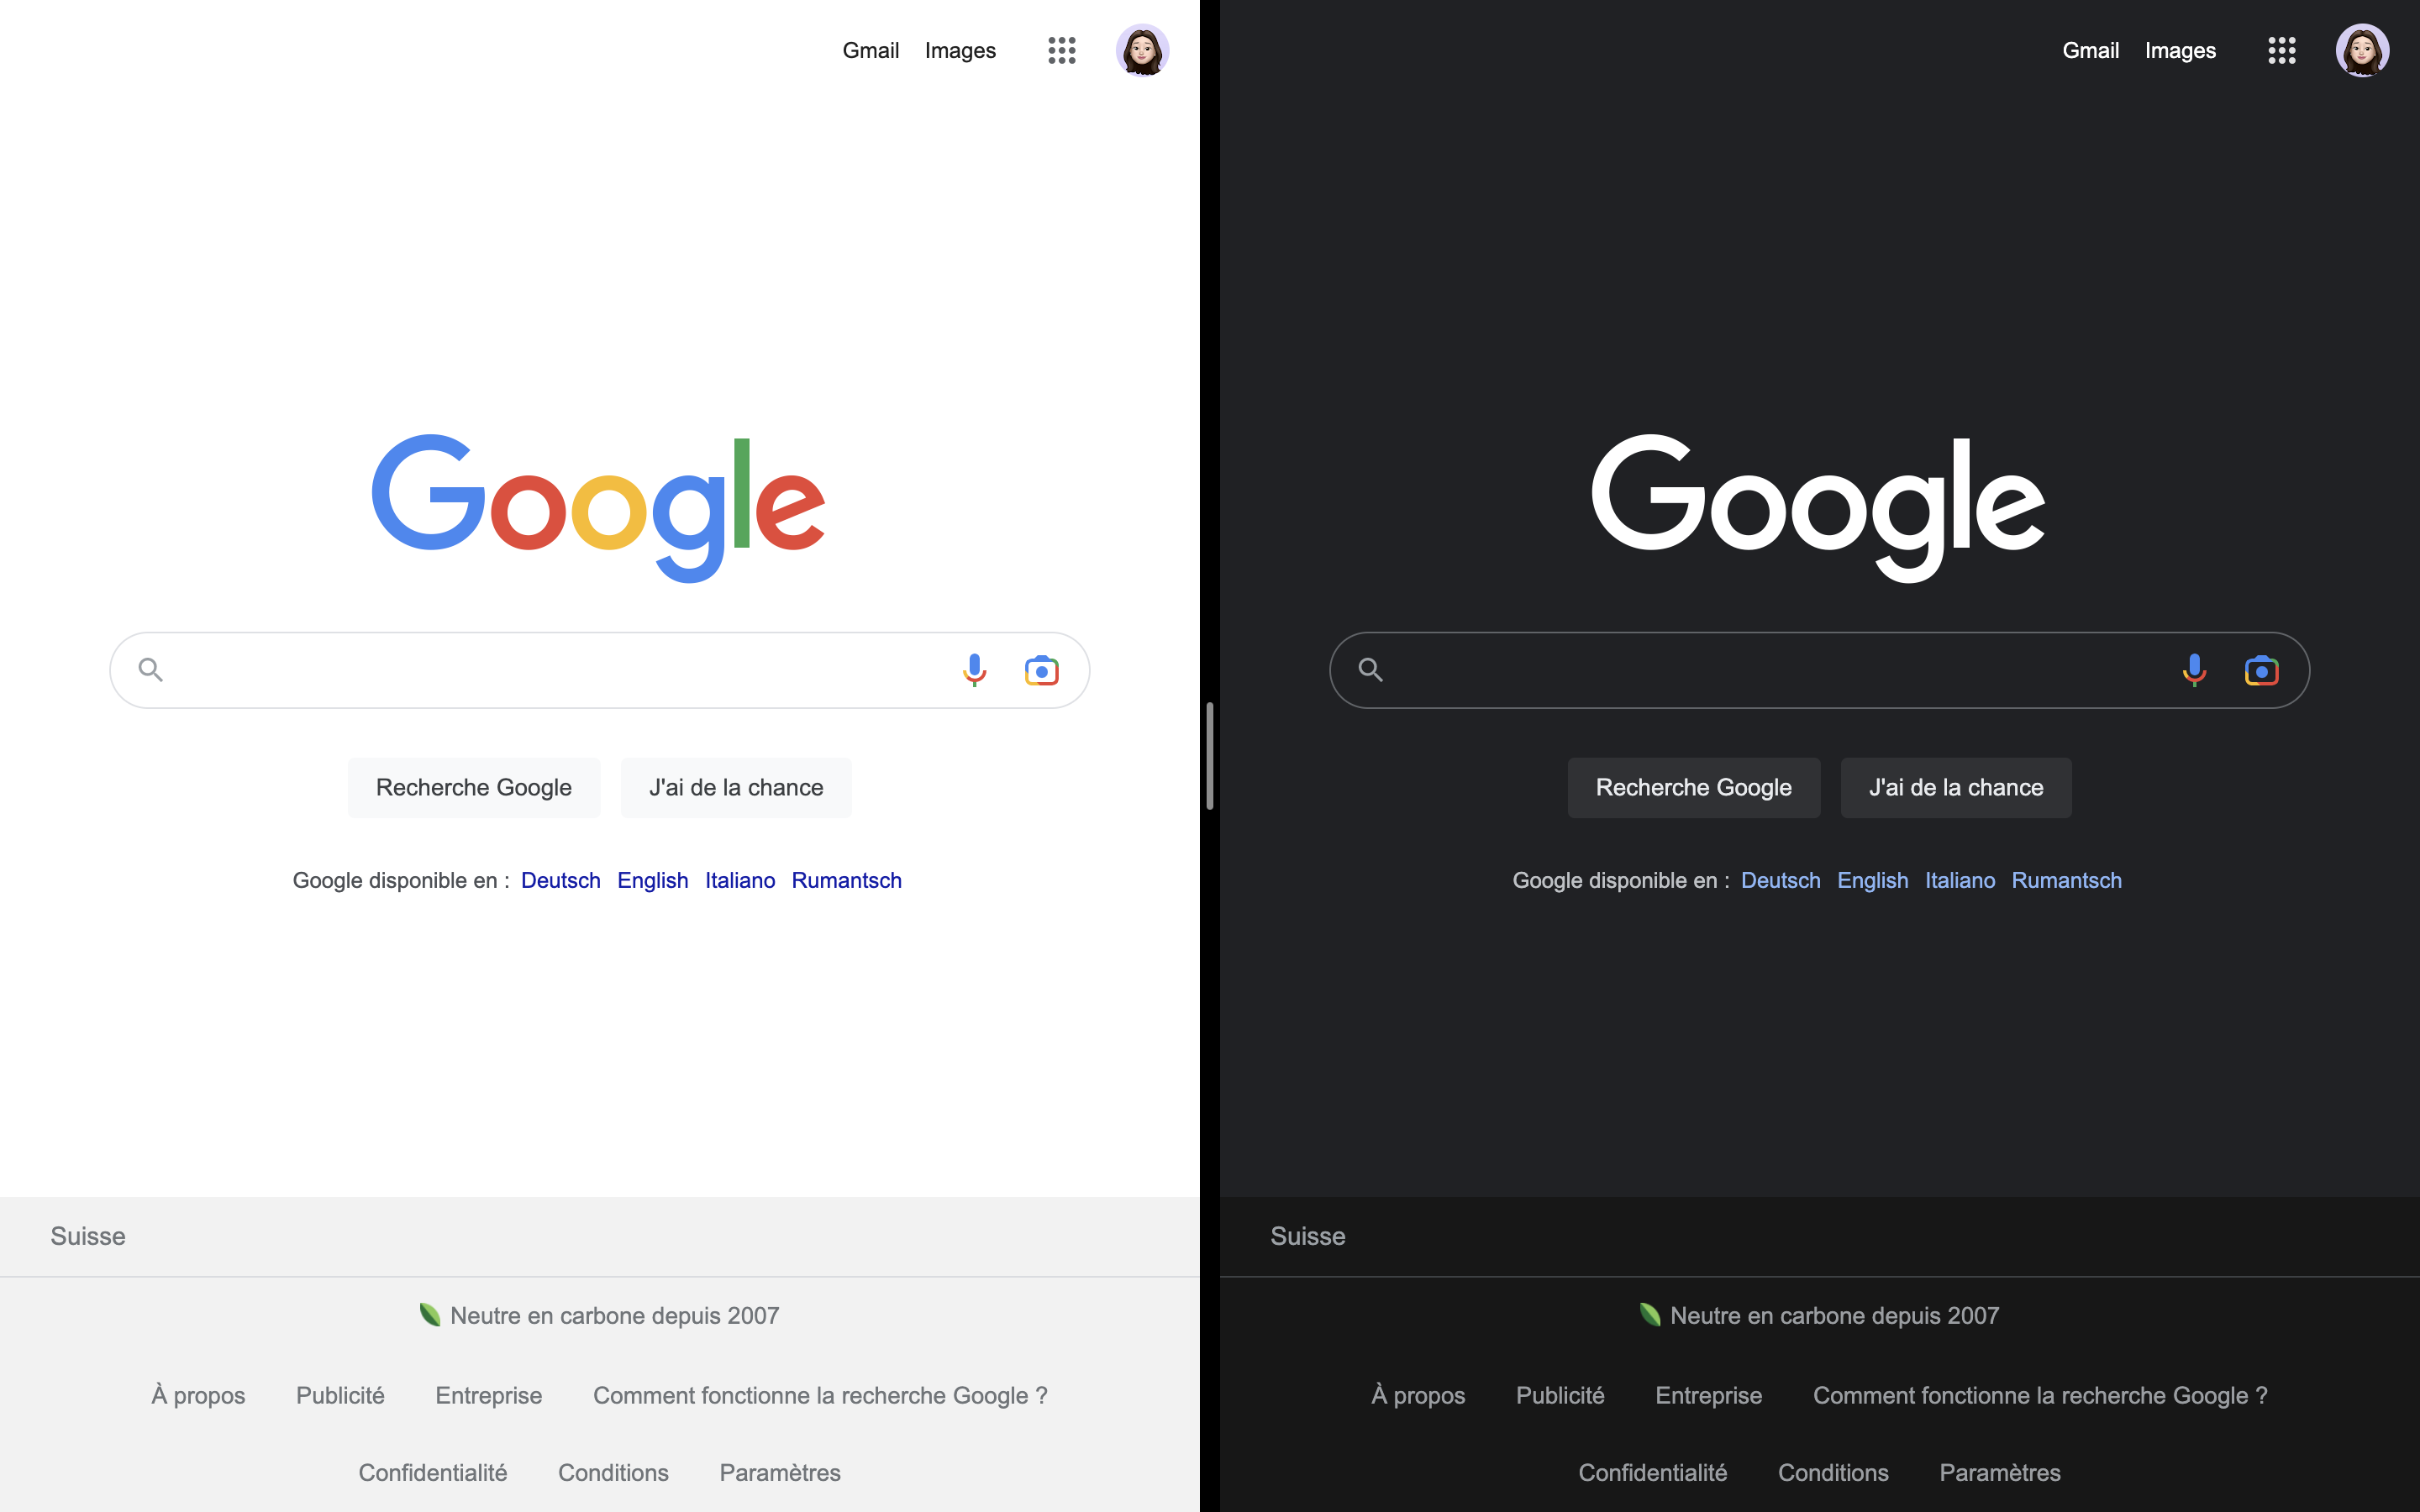 Gmail Images
Google
Recherche Google J'ai de la chance
Google disponible en : Deutsch English Italiano Rumantsch
Suisse
Neutre en carbone depuis 2007
À propos Publicité Entreprise Comment fonctionne la recherche Google ?
Confidentialité Conditions Paramètres
Gmail Images
Google
Recherche Google J'ai de la chance
Google disponible en : Deutsch English Italiano Rumantsch
Suisse
Neutre en carbone depuis 2007
À propos Publicité Entreprise Comment fonctionne la recherche Google ?
Confidentialité Conditions Paramètres